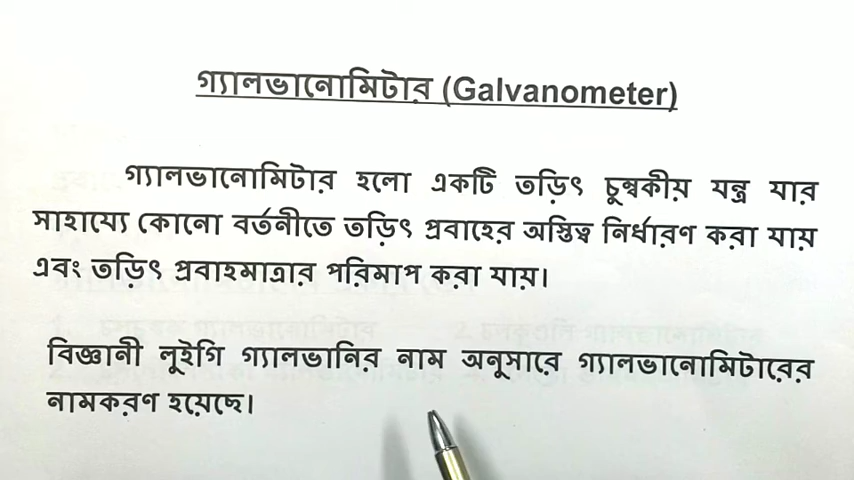 গ্যালভানোমিটার (Galvanometer)
গ্যালভানোমিটার হলো একটি তড়িৎ চুম্বকীয় যন্ত্র যার
সাহায্যে কোনো বর্তনীতে তড়িৎ প্রবাহের অস্তিত্ব নির্ধারণ করা যায়
এবং তড়িৎ প্রবাহমাত্রার পরিমাপ করা যায়।
বিজ্ঞানী লুইগি গ্যালভানির নাম অনুসারে গ্যালভানোমিটারের
নামকরণ হয়েছে।